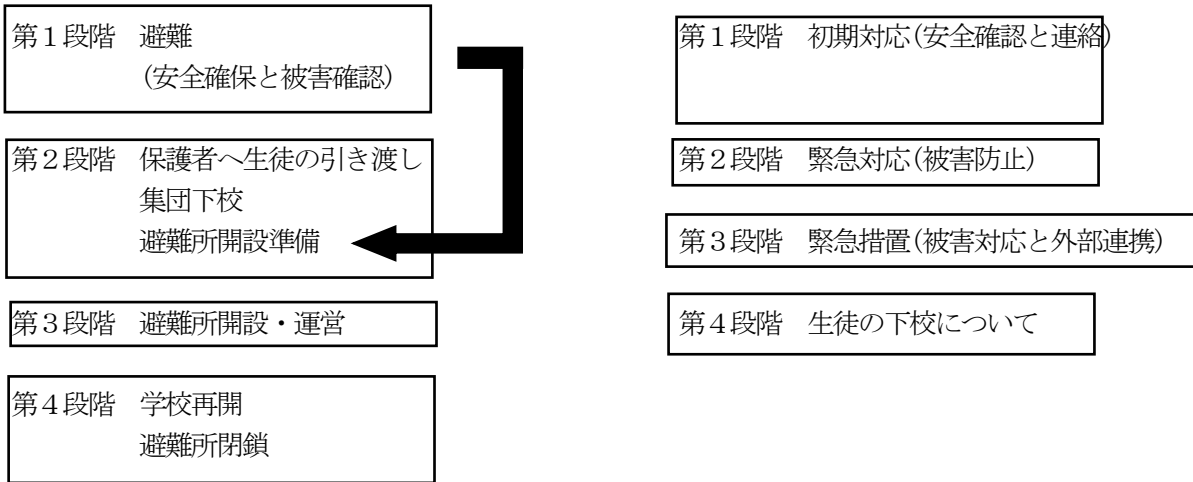 第１段階　避難
(安全確保と被害確認)
第２段階　保護者へ生徒の引き渡し
集団下校
避難所開設準備
第３段階　避難所開設・運営
第４段階　学校再開
避難所閉鎖
第１段階　初期対応(安全確認と連絡)
第２段階　緊急対応(被害防止)
第３段階　緊急措置(被害対応と外部連携)
第４段階　生徒の下校について